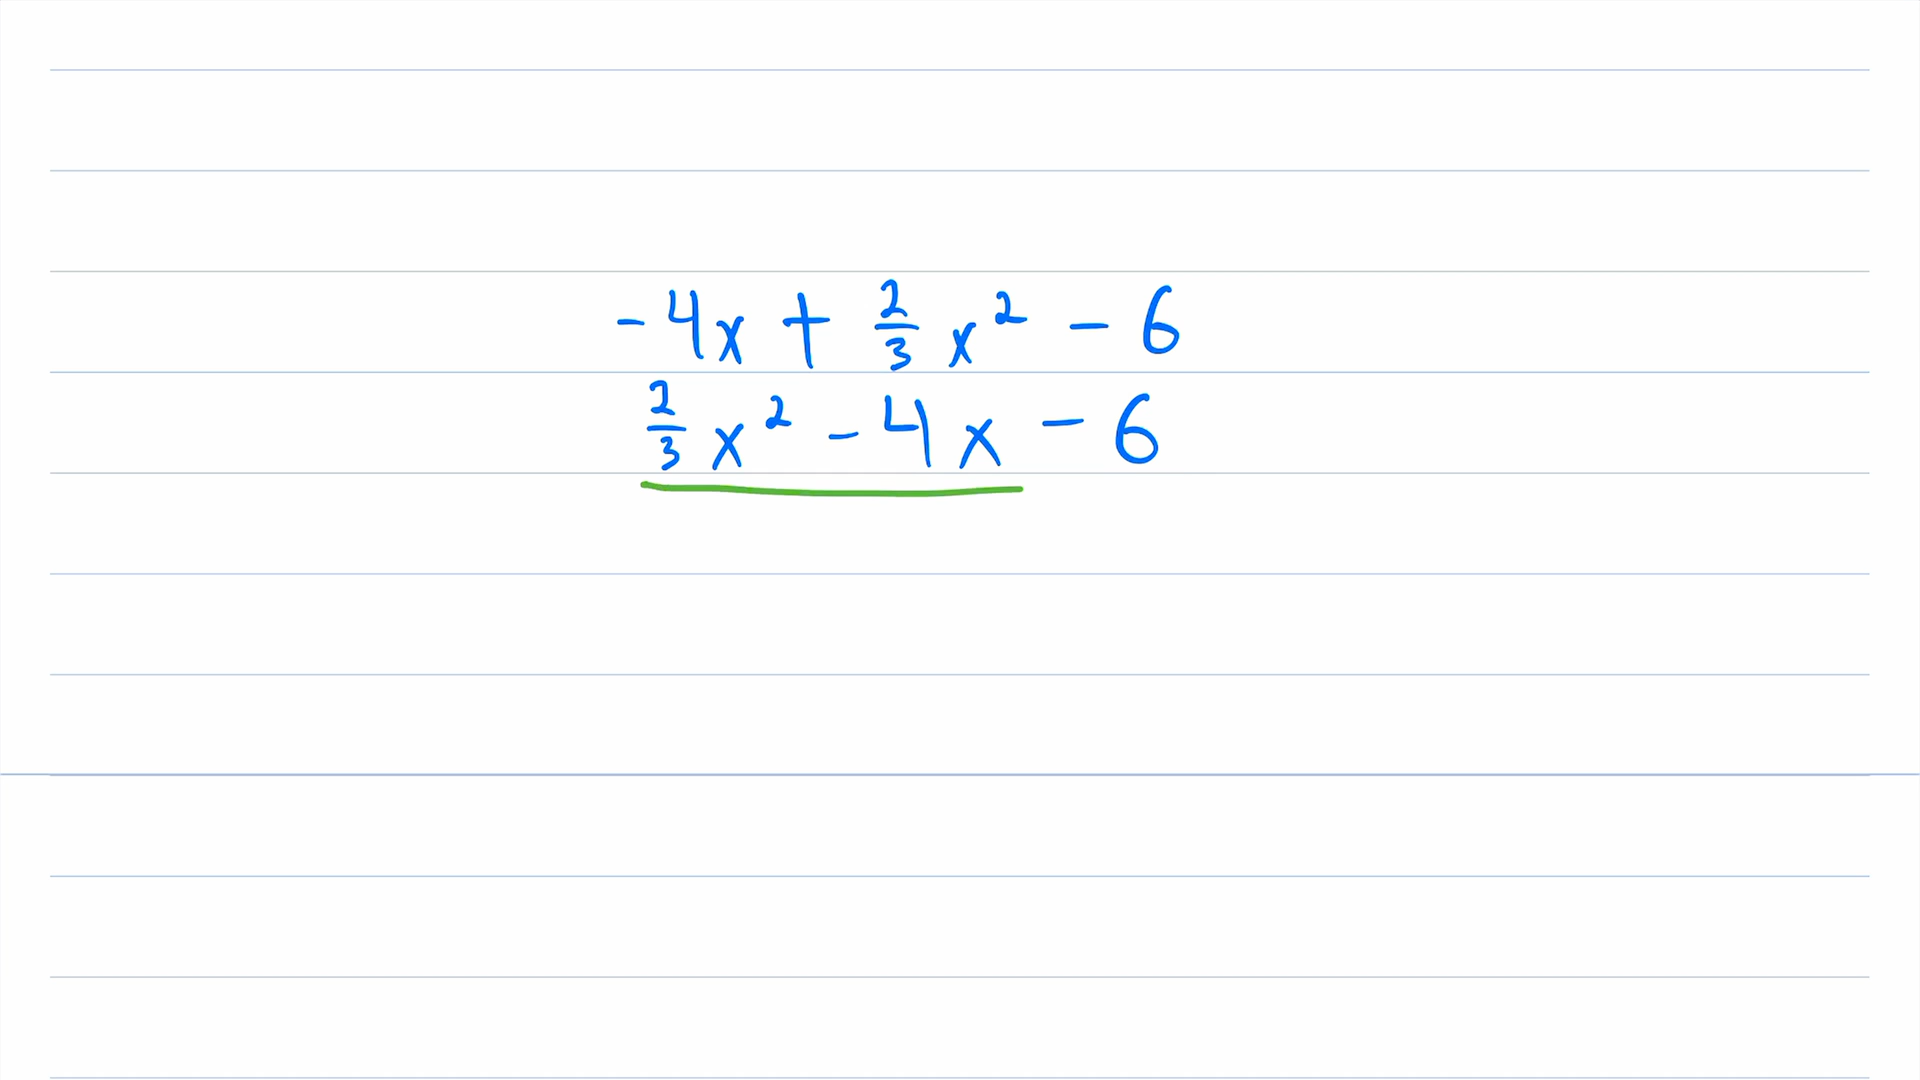 -4x + 2/3 x² - 6
2/3 x² - 4x - 6